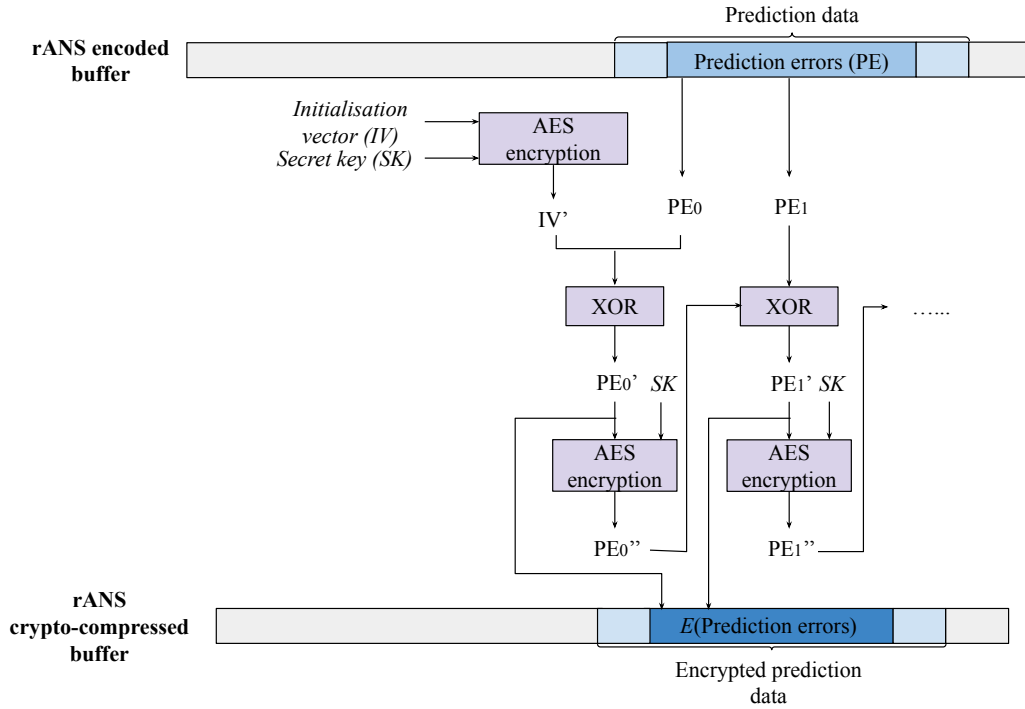 Prediction data
rANS encoded
buffer
Prediction errors (PE)
Initialisation
vector (IV)
Secret key (SK)
AES
encryption
IV’
PE0
PE1
XOR
XOR
…...
PE0’
SK
PE1’
SK
AES
encryption
AES
encryption
PE0’’
PE1’’
rANS
crypto-compressed
buffer
E(Prediction errors)
Encrypted prediction
data